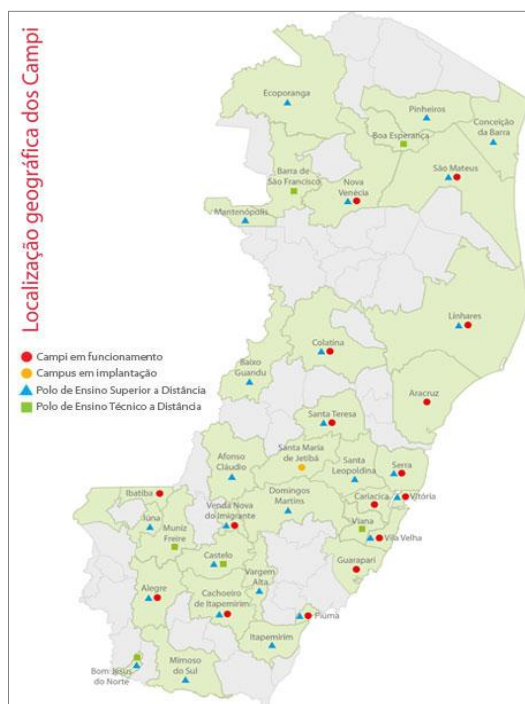 Localização geográfica dos Campi
Ecoporanga
Pinheiros
Conceição
da Barra
Boa Esperança
Barra de
São Francisco
Nova
Venécia
São Mateus
Mantenópolis
Linhares
Colatina
Campi em funcionamento
Campus em implantação
Polo de Ensino Superior a Distância
Polo de Ensino Técnico a Distância
Baixo
Guandu
Aracruz
Santa Teresa
Afonso
Cláudio
Santa Maria
de Jetibá
Santa
Leopoldina
Serra
Ibatiba
Venda Nova
do Imigrante
Domingos
Martins
Cariacica
Vitória
Iúna
Muniz
Freire
Viana
Vila Velha
Castelo
Vargem
Alta
Guarapari
Alegre
Cachoeiro
de Itapemirim
Piúma
Itapemirim
Bom Jesus
do Norte
Mimoso
do Sul